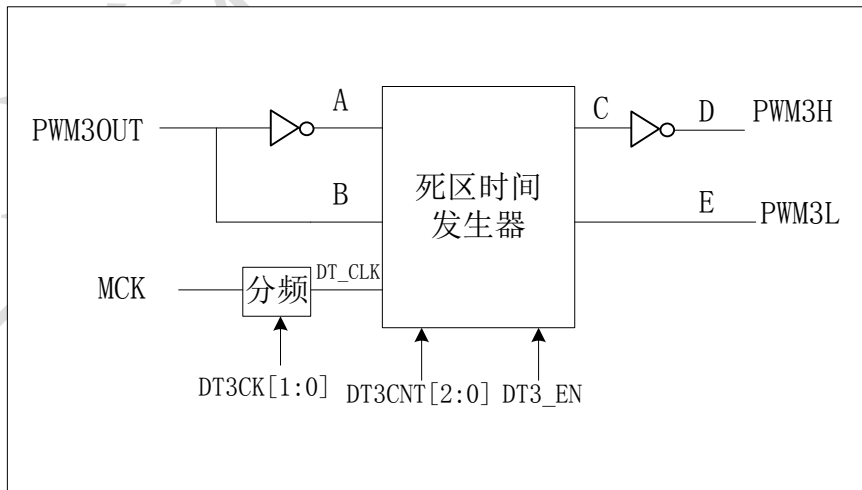 A
C
D
PWM3H
PWM3OUT
死区时间
发生器
B
E
PWM3L
MCK
分频
DT_CLK
DT3CK[1:0]
DT3CNT[2:0]
DT3_EN